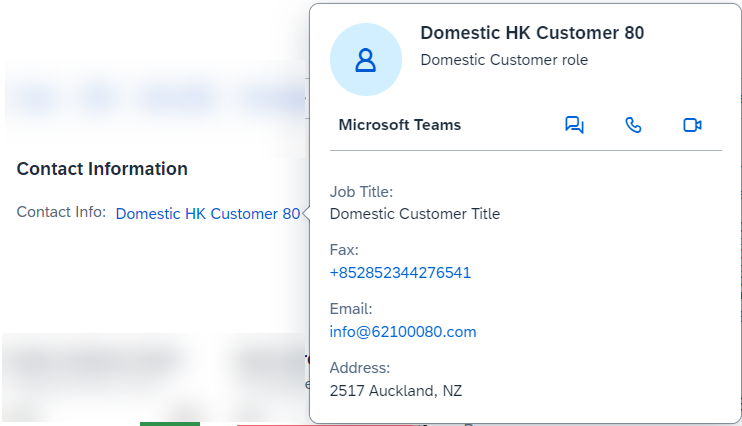 Domestic HK Customer 80
Domestic Customer role
Microsoft Teams
Contact Information
Contact Info: Domestic HK Customer 80
Job Title:
Domestic Customer Title
Fax:
+852852344276541
Email:
info@62100080.com
Address:
2517 Auckland, NZ